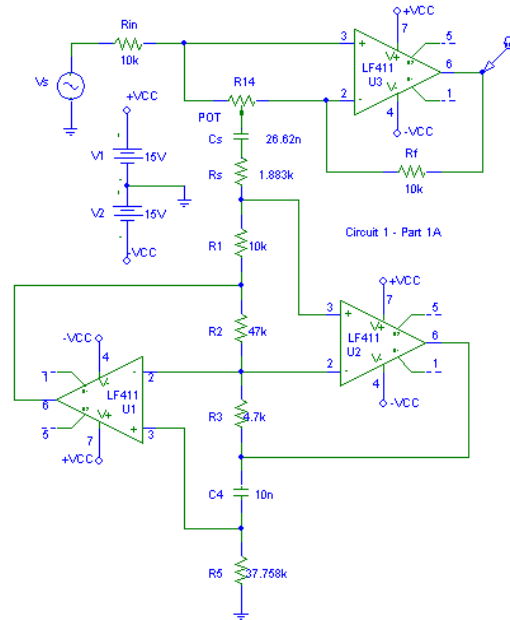 +VCC
Rin
10k
Vs
3
+
7
V+
5
LF411
U3
6
R14
2
-
V-
4
1
-VCC
POT
+VCC
Cs
26.62n
Rf
10k
V1
15V
Rs
1.883k
V2
15V
Circuit 1 - Part 1A
R1
10k
-VCC
+VCC
3
+
7
V+
5
LF411
U2
6
R2
47k
-VCC
4
V-
1
-
2
2
-
V-
4
1
-VCC
LF411
U1
6
R3
4.7k
V+
+
3
5
7
+VCC
C4
10n
R5
37.758k